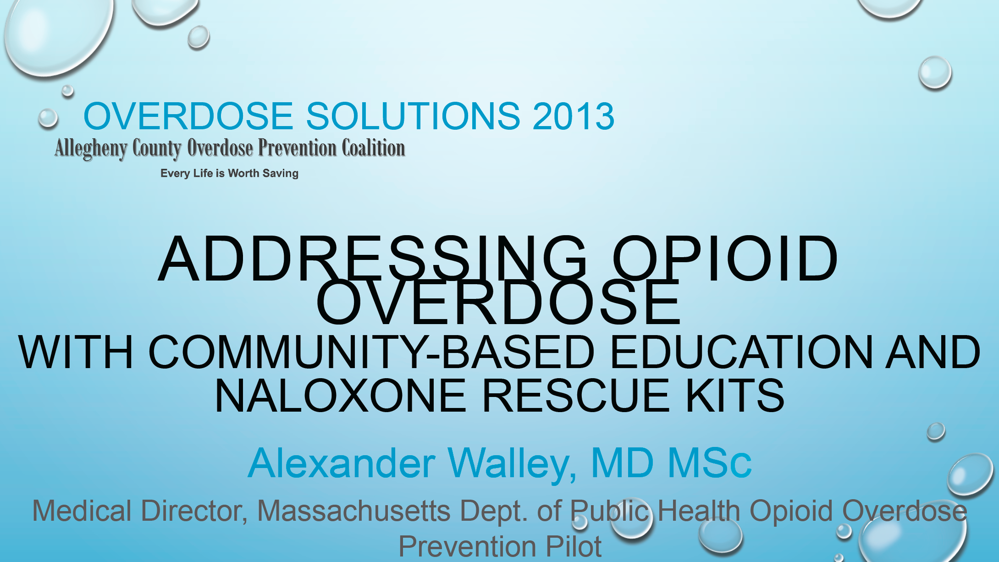 OVERDOSE SOLUTIONS 2013
Allegheny County Overdose Prevention Coalition
Every Life is Worth Saving
ADDRESSING OPIOID
OVERDOSE
WITH COMMUNITY-BASED EDUCATION AND
NALOXONE RESCUE KITS
Alexander Walley, MD MSc
Medical Director, Massachusetts Dept. of Public Health Opioid Overdose
Prevention Pilot